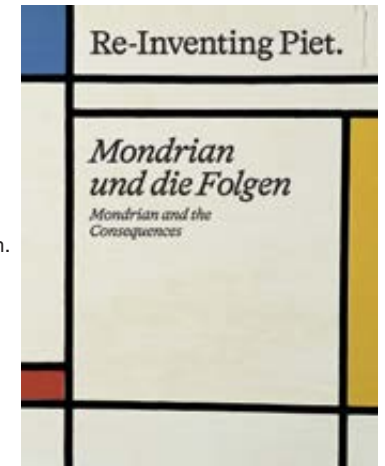 Re-Inventing Piet.
Mondrian
und die Folgen
Mondrian and the
Consequences
n.